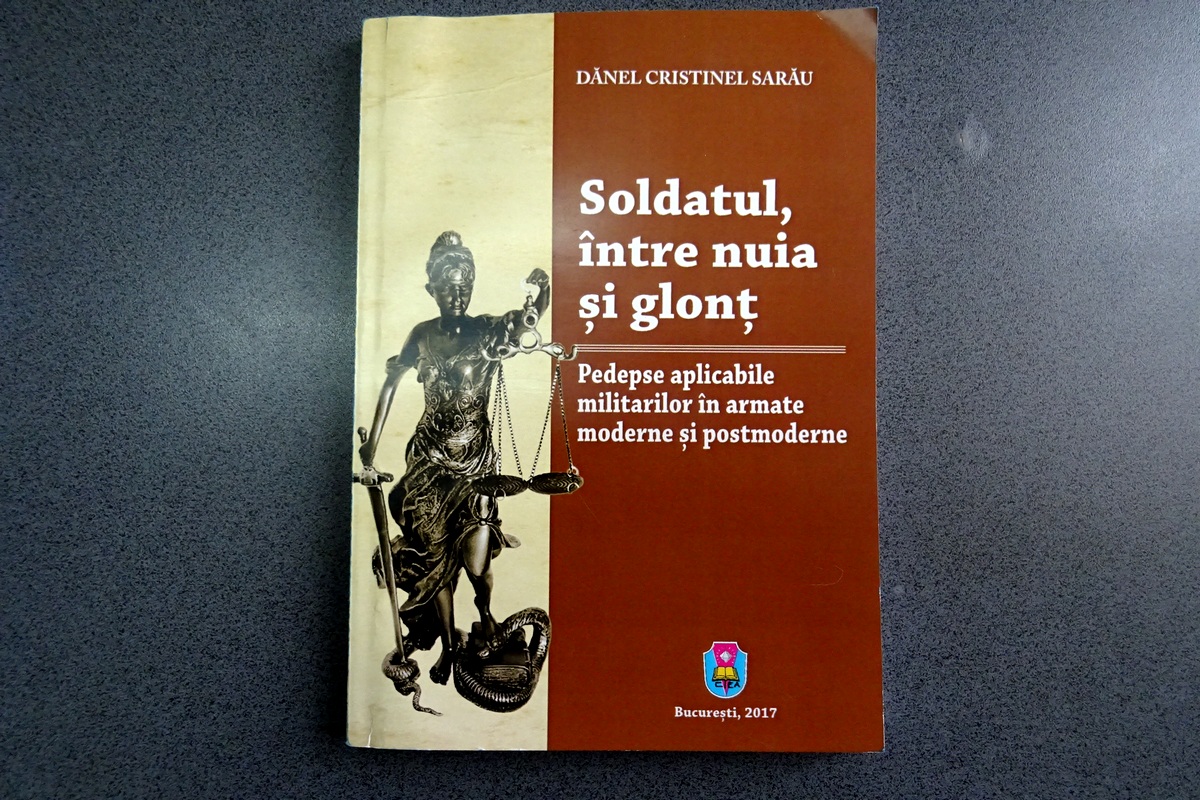 DĂNEL CRISTINEL SARĂU
Soldatul,
între nuia
și glonț
Pedepse aplicabile
militarilor în armate
moderne și postmoderne
București, 2017